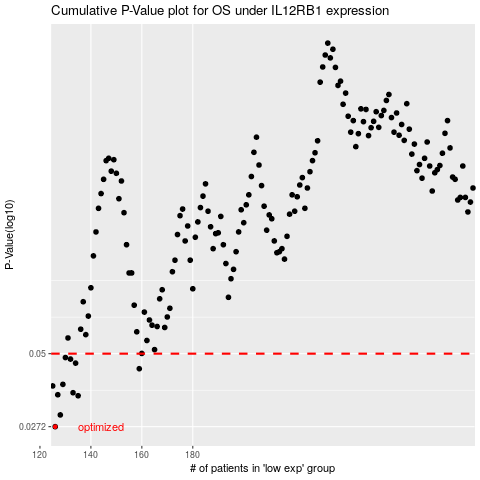 Cumulative P-Value plot for OS under IL12RB1 expression
P-Value(log10)
0.05
0.0272
optimized
120 140 160 180
# of patients in 'low exp' group